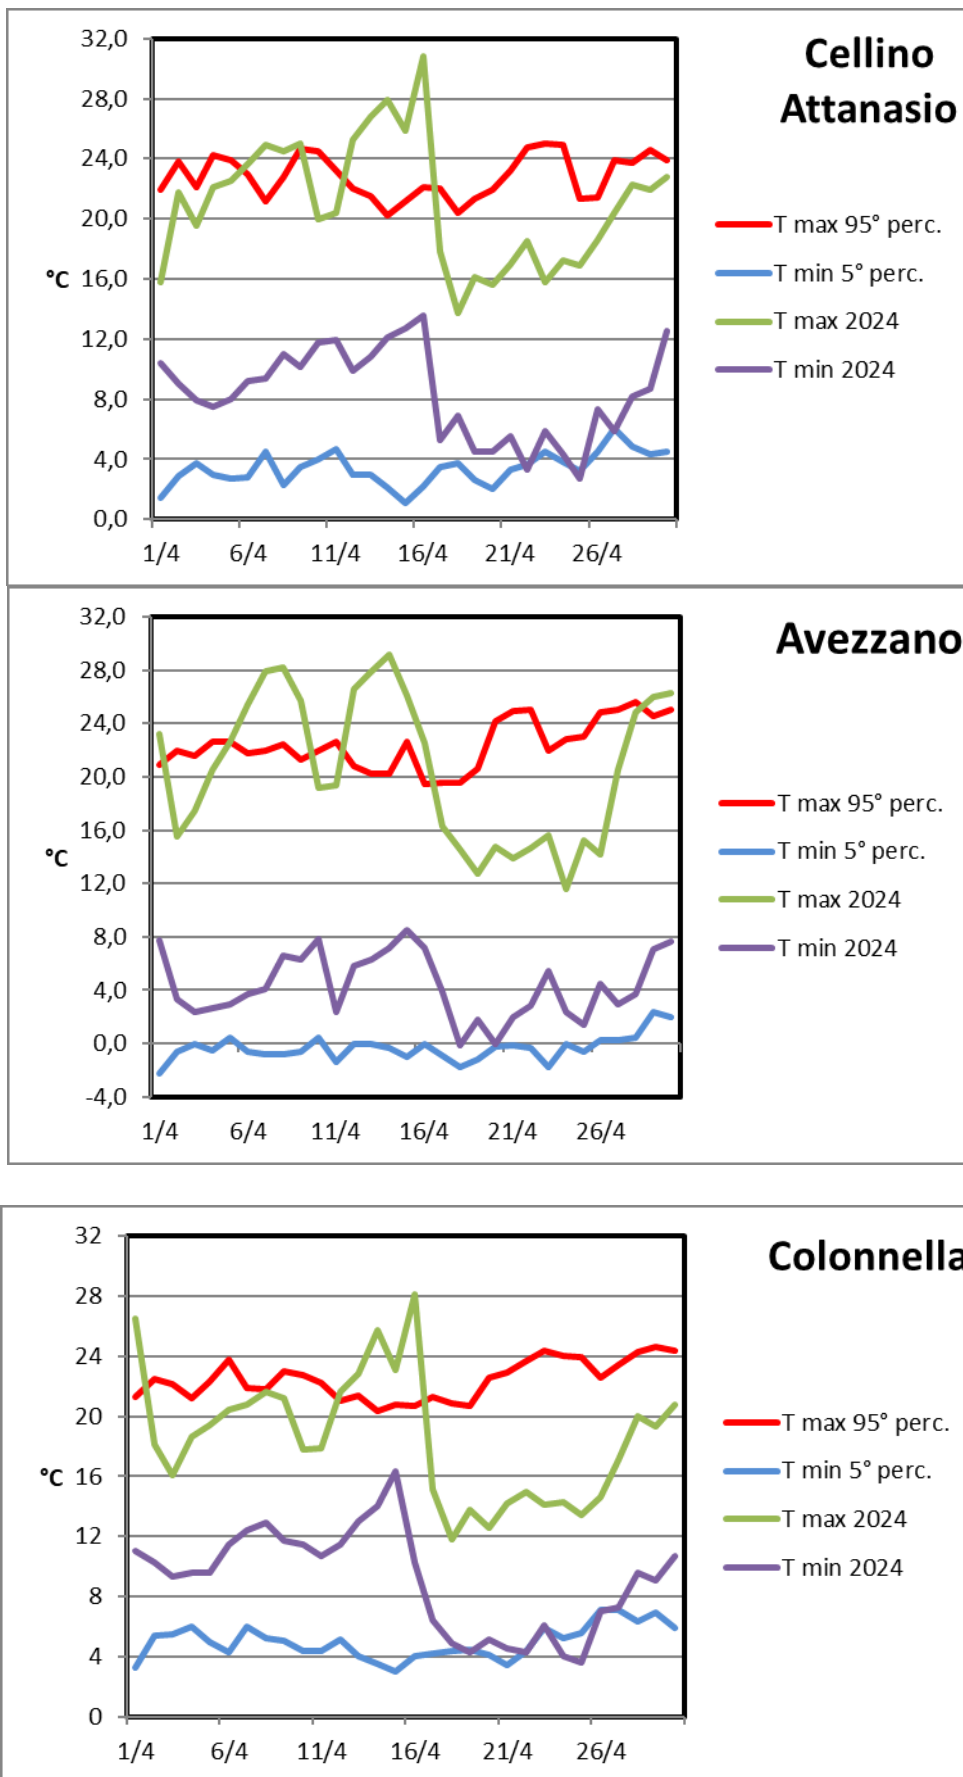 Cellino
Attanasio
32,0
28,0
24,0
20,0
16,0
12,0
8,0
4,0
0,0
°C
1/4 6/4 11/4 16/4 21/4 26/4
T max 95° perc.
T min 5° perc.
T max 2024
T min 2024
Avezzano
32,0
28,0
24,0
20,0
16,0
12,0
8,0
4,0
0,0
-4,0
°C
1/4 6/4 11/4 16/4 21/4 26/4
T max 95° perc.
T min 5° perc.
T max 2024
T min 2024
Colonnella
32
28
24
20
16
12
8
4
0
°C
1/4 6/4 11/4 16/4 21/4 26/4
T max 95° perc.
T min 5° perc.
T max 2024
T min 2024